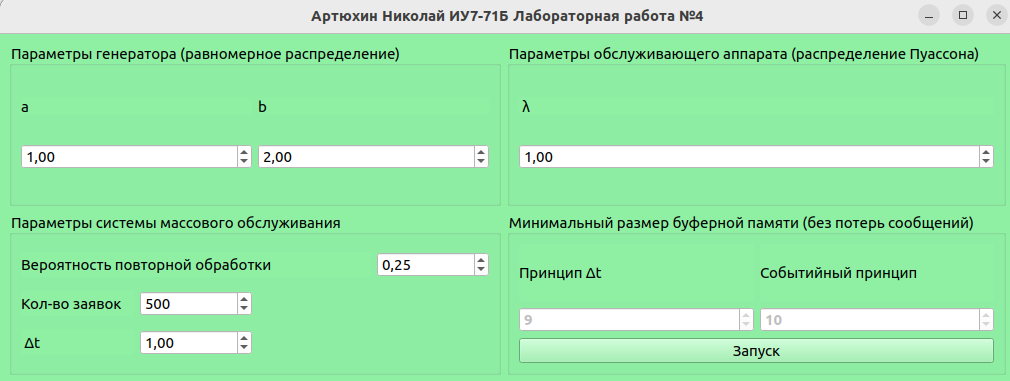 Артюхин Николай ИУ7-71Б Лабораторная работа №4
Параметры генератора (равномерное распределение)
a
b
1,00
2,00
Параметры обслуживающего аппарата (распределение Пуассона)
λ
1,00
Параметры системы массового обслуживания
Вероятность повторной обработки
0,25
Кол-во заявок
500
Δt
1,00
Минимальный размер буферной памяти (без потерь сообщений)
Принцип Δt
Событийный принцип
9
10
Запуск